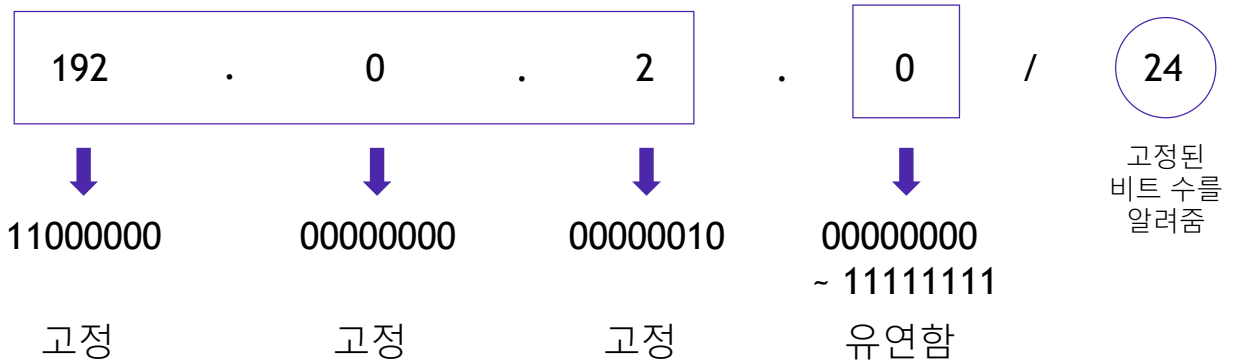 192 . 0 . 2 . 0 / 24
고정된
비트 수를
알려줌
11000000 00000000 00000010 00000000
~ 11111111
고정 고정 고정 유연함